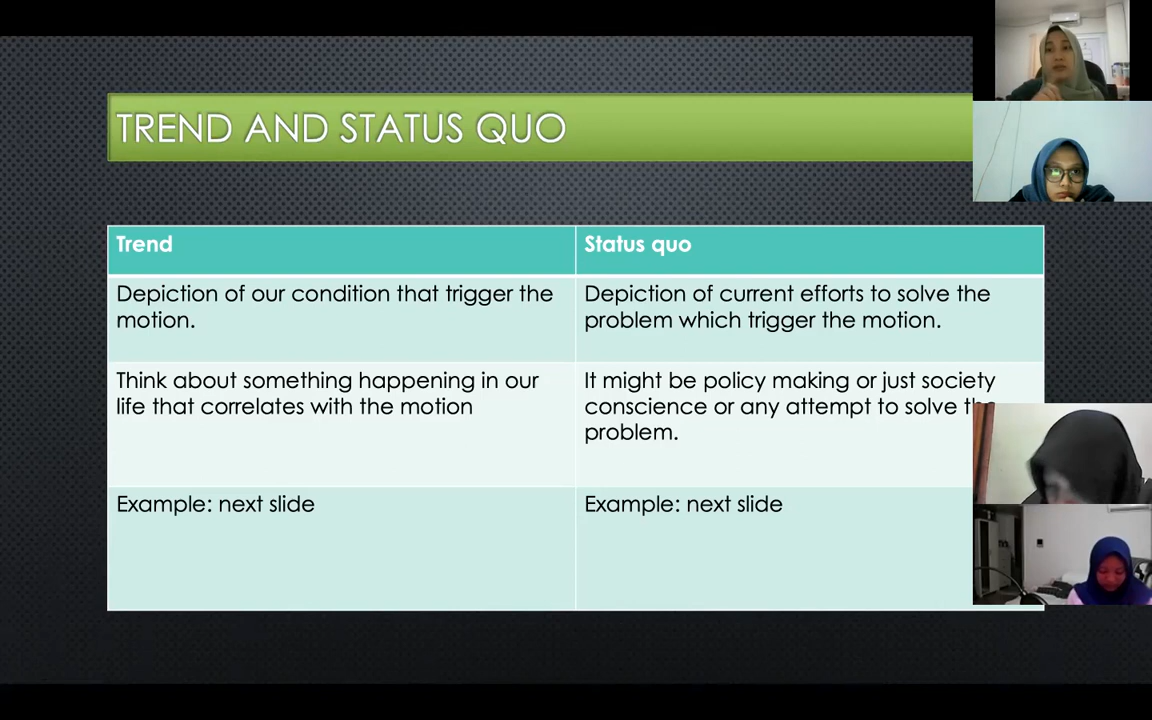 TREND AND STATUS QUO
Trend
Status quo
Depiction of our condition that trigger the
motion.
Depiction of current efforts to solve the
problem which trigger the motion.
Think about something happening in our
life that correlates with the motion
It might be policy making or just society
conscience or any attempt to solve the
problem.
Example: next slide
Example: next slide